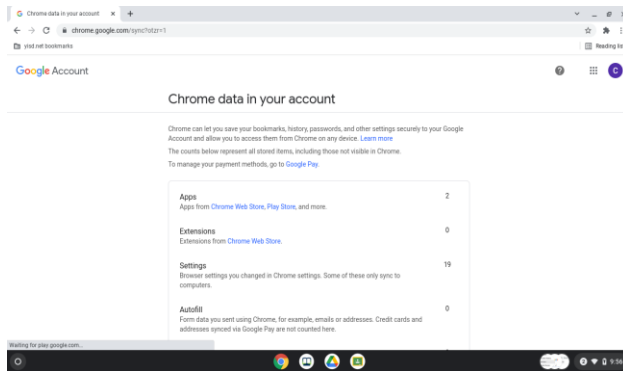 Chrome data in your account
chrome.google.com/sync?otzr=1
yisd.net bookmarks
Reading lis
Google Account
C
Chrome data in your account
Chrome can let you save your bookmarks, history, passwords, and other settings securely to your Google
Account and allow you to access them from Chrome on any device. Learn more
The counts below represent all stored items, including those not visible in Chrome.
To manage your payment methods, go to Google Pay.
Apps 2
Apps from Chrome Web Store, Play Store, and more.
Extensions 0
Extensions from Chrome Web Store.
Settings 19
Browser settings you changed in Chrome settings. Some of these only sync to
computers.
Autofill 0
Form data you sent using Chrome, for example, emails or addresses. Credit cards and
addresses synced via Google Pay are not counted here.
Waiting for play.google.com...
9:56